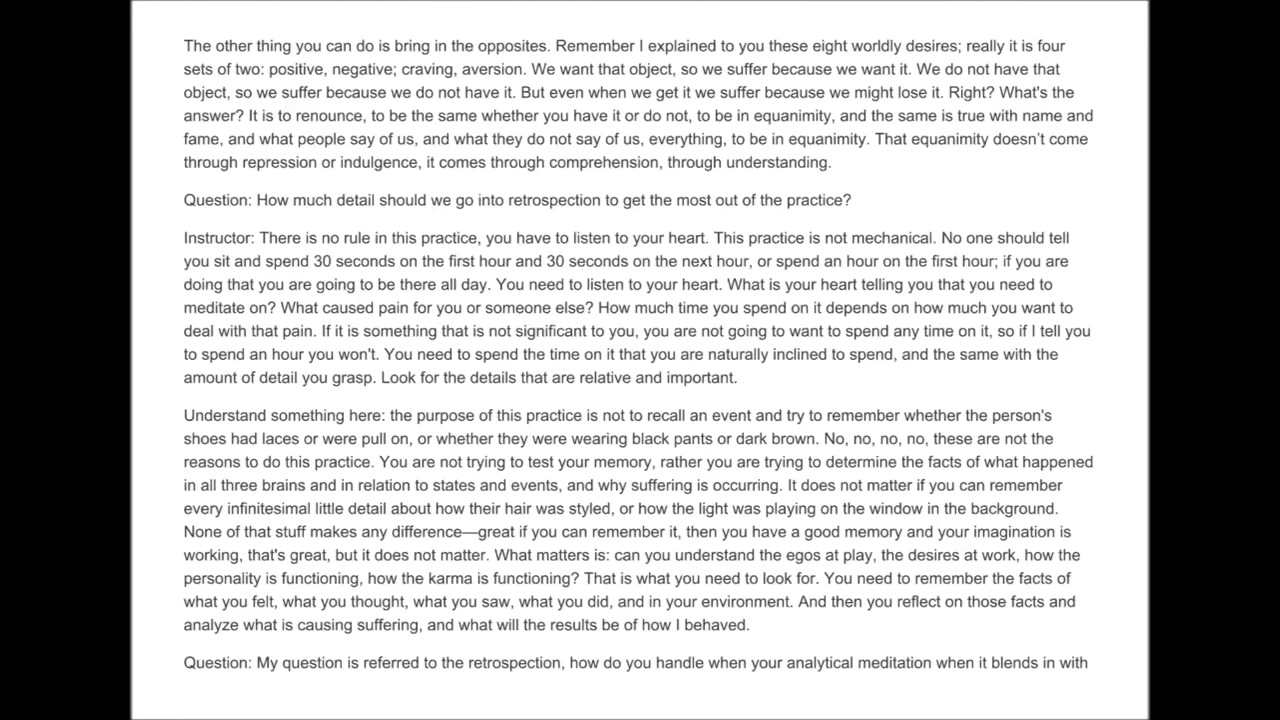 The other thing you can do is bring in the opposites. Remember I explained to you these eight worldly desires; really it is four
sets of two: positive, negative; craving, aversion. We want that object, so we suffer because we want it. We do not have that
object, so we suffer because we do not have it. But even when we get it we suffer because we might lose it. Right? What's the
answer? It is to renounce, to be the same whether you have it or do not, to be in equanimity, and the same is true with name and
fame, and what people say of us, and what they do not say of us, everything, to be in equanimity. That equanimity doesn’t come
through repression or indulgence, it comes through comprehension, through understanding.
Question: How much detail should we go into retrospection to get the most out of the practice?
Instructor: There is no rule in this practice, you have to listen to your heart. This practice is not mechanical. No one should tell
you sit and spend 30 seconds on the first hour and 30 seconds on the next hour, or spend an hour on the first hour; if you are
doing that you are going to be there all day. You need to listen to your heart. What is your heart telling you that you need to
meditate on? What caused pain for you or someone else? How much time you spend on it depends on how much you want to
deal with that pain. If it is something that is not significant to you, you are not going to want to spend any time on it, so if I tell you
to spend an hour you won't. You need to spend the time on it that you are naturally inclined to spend, and the same with the
amount of detail you grasp. Look for the details that are relative and important.
Understand something here: the purpose of this practice is not to recall an event and try to remember whether the person's
shoes had laces or were pull on, or whether they were wearing black pants or dark brown. No, no, no, no, these are not the
reasons to do this practice. You are not trying to test your memory, rather you are trying to determine the facts of what happened
in all three brains and in relation to states and events, and why suffering is occurring. It does not matter if you can remember
every infinitesimal little detail about how their hair was styled, or how the light was playing on the window in the background.
None of that stuff makes any difference—great if you can remember it, then you have a good memory and your imagination is
working, that's great, but it does not matter. What matters is: can you understand the egos at play, the desires at work, how the
personality is functioning, how the karma is functioning? That is what you need to look for. You need to remember the facts of
what you felt, what you thought, what you saw, what you did, and in your environment. And then you reflect on those facts and
analyze what is causing suffering, and what will the results be of how I behaved.
Question: My question is referred to the retrospection, how do you handle when your analytical meditation when it blends in with